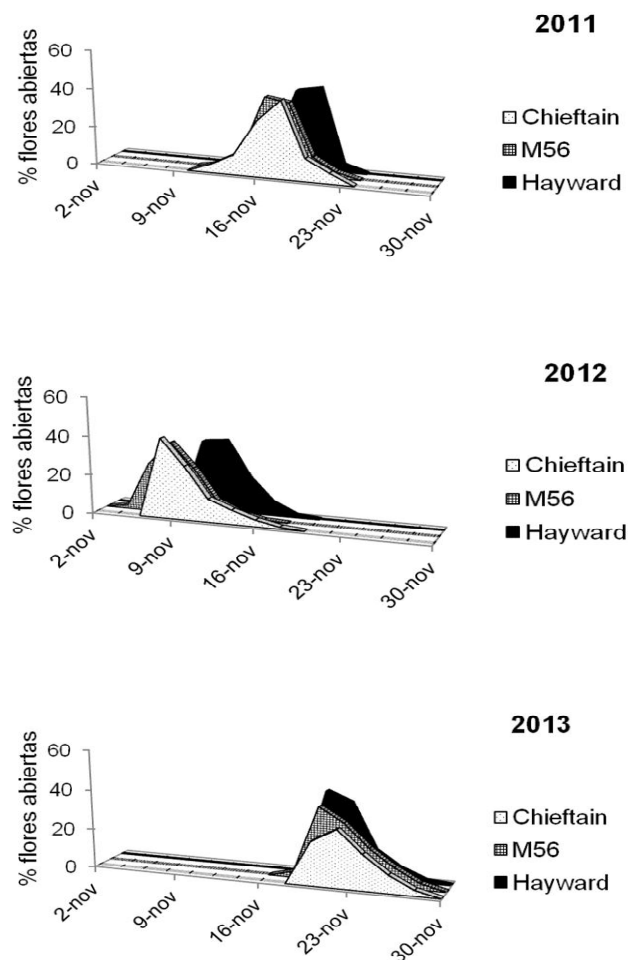 2011
% flores abiertas
60
40
20
0
2-nov
9-nov
16-nov
23-nov
30-nov
Chieftain
M56
Hayward
2012
% flores abiertas
60
40
20
0
2-nov
9-nov
16-nov
23-nov
30-nov
Chieftain
M56
Hayward
2013
% flores abiertas
60
40
20
0
2-nov
9-nov
16-nov
23-nov
30-nov
Chieftain
M56
Hayward